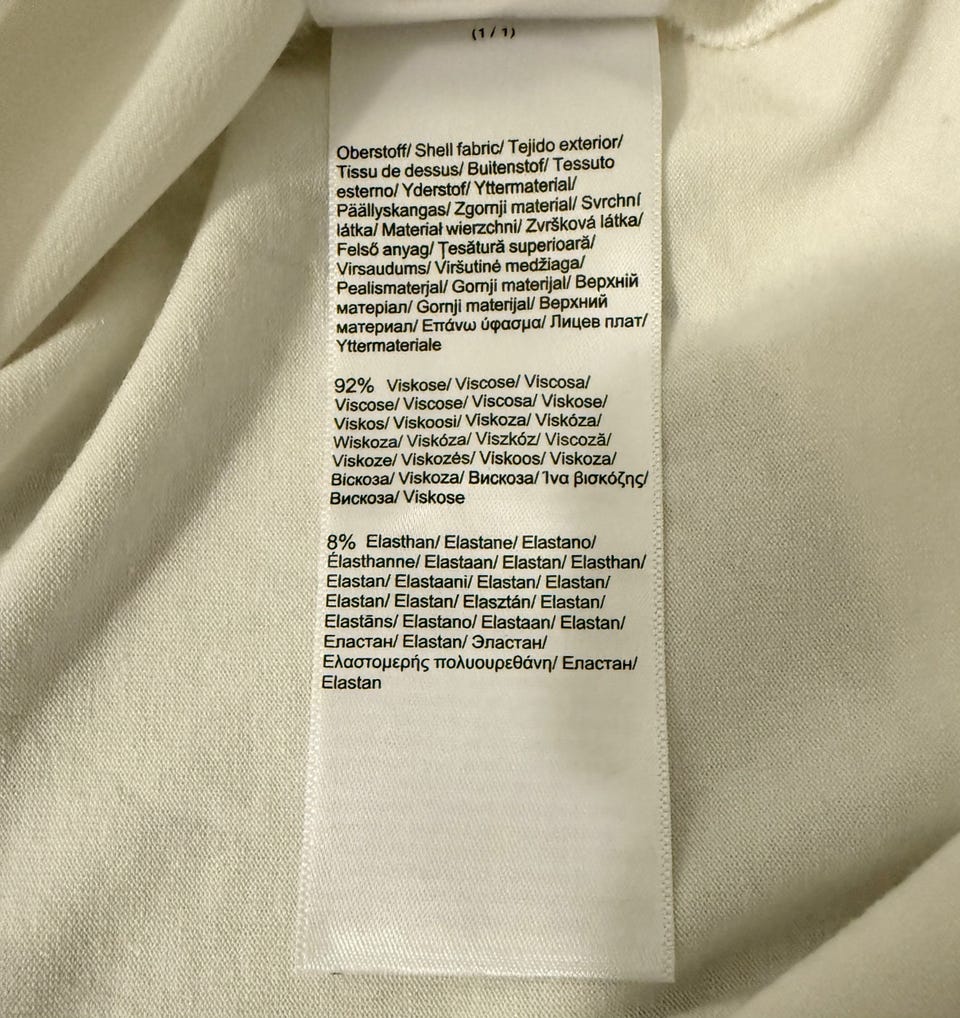 (1 / 1)
Oberstoff/ Shell fabric/ Tejido exterior/
Tissu de dessus/ Buitenstof/ Tessuto
esterno/ Yderstof/ Yttermaterial/
Päällyskangas/ Zgornji material/ Svrchní
látka/ Materiał wierzchni/ Zvršková látka/
Felső anyag/ Țesătură superioară/
Virsaudums/ Viršutinė medžiaga/
Pealismaterjal/ Gornji materijal/ Верхній
матеріал/ Gornji materijal/ Верхний
материал/ Επάνω ύφασμα/ Лицев плат/
Yttermateriale
92% Viskose/ Viscose/ Viscosa/
Viscose/ Viscose/ Viscosa/ Viskose/
Viskos/ Viskoosi/ Viskoza/ Viskóza/
Wiskoza/ Viskóza/ Viszkóz/ Viscoză/
Viskoze/ Viskozės/ Viskoos/ Viskoza/
Віскоза/ Viskoza/ Вискоза/ Ίνα βισκόζης/
Вискоза/ Viskose
8% Elasthan/ Elastane/ Elastano/
Élasthanne/ Elastaan/ Elastan/ Elasthan/
Elastan/ Elastaani/ Elastan/ Elastan/
Elastan/ Elastan/ Elasztán/ Elastan/
Elastāns/ Elastano/ Elastaan/ Elastan/
Еластан/ Elastan/ Эластан/
Ελαστομερής πολυουρεθάνη/ Еластан/
Elastan